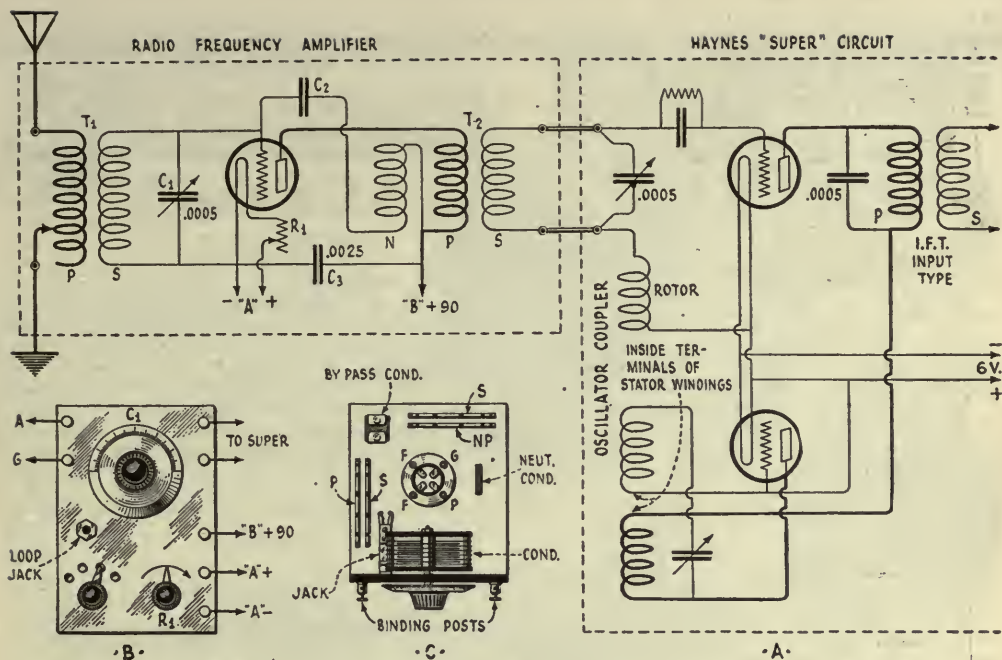 RADIO FREQUENCY AMPLIFIER
HAYNES "SUPER" CIRCUIT
T1
P
S
C1
.0005
C2
R1
.0025
C3
- "A" +
N
T2
P
S
"B"+90
.0005
.0005
P
S
I.F.T.
INPUT
TYPE
ROTOR
OSCILLATOR COUPLER
INSIDE TER-
MINALS OF
STATOR WINDINGS
-
6V.
+
A
G
C1
TO SUPER
LOOP
JACK
"B"+90
"A"+
R1
"A"-
·B·
BY PASS COND.
S
NP
P
S
F
G
F
P
NEUT.
COND.
COND.
JACK
BINDING POSTS
·C·
·A·